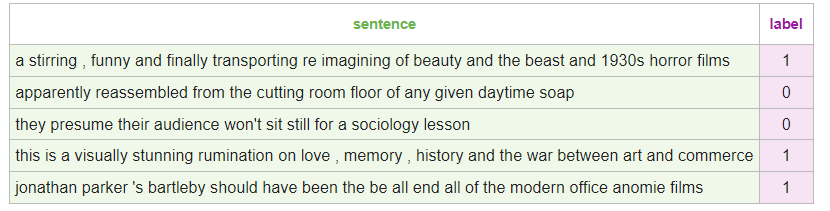 sentence label
a stirring , funny and finally transporting re imagining of beauty and the beast and 1930s horror films 1
apparently reassembled from the cutting room floor of any given daytime soap 0
they presume their audience won't sit still for a sociology lesson 0
this is a visually stunning rumination on love , memory , history and the war between art and commerce 1
jonathan parker 's bartleby should have been the be all end all of the modern office anomie films 1